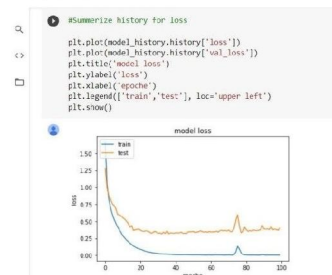 #Summerize history for loss
plt.plot(model_history.history['loss'])
plt.plot(model_history.history['val_loss'])
plt.title('model loss')
plt.ylabel('loss')
plt.xlabel('epochs')
plt.legend(['train','test'], loc='upper left')
plt.show()
model loss
train
test
1.50
1.25
1.00
0.75
0.50
0.25
0.00
loss
0 20 40 60 80 100